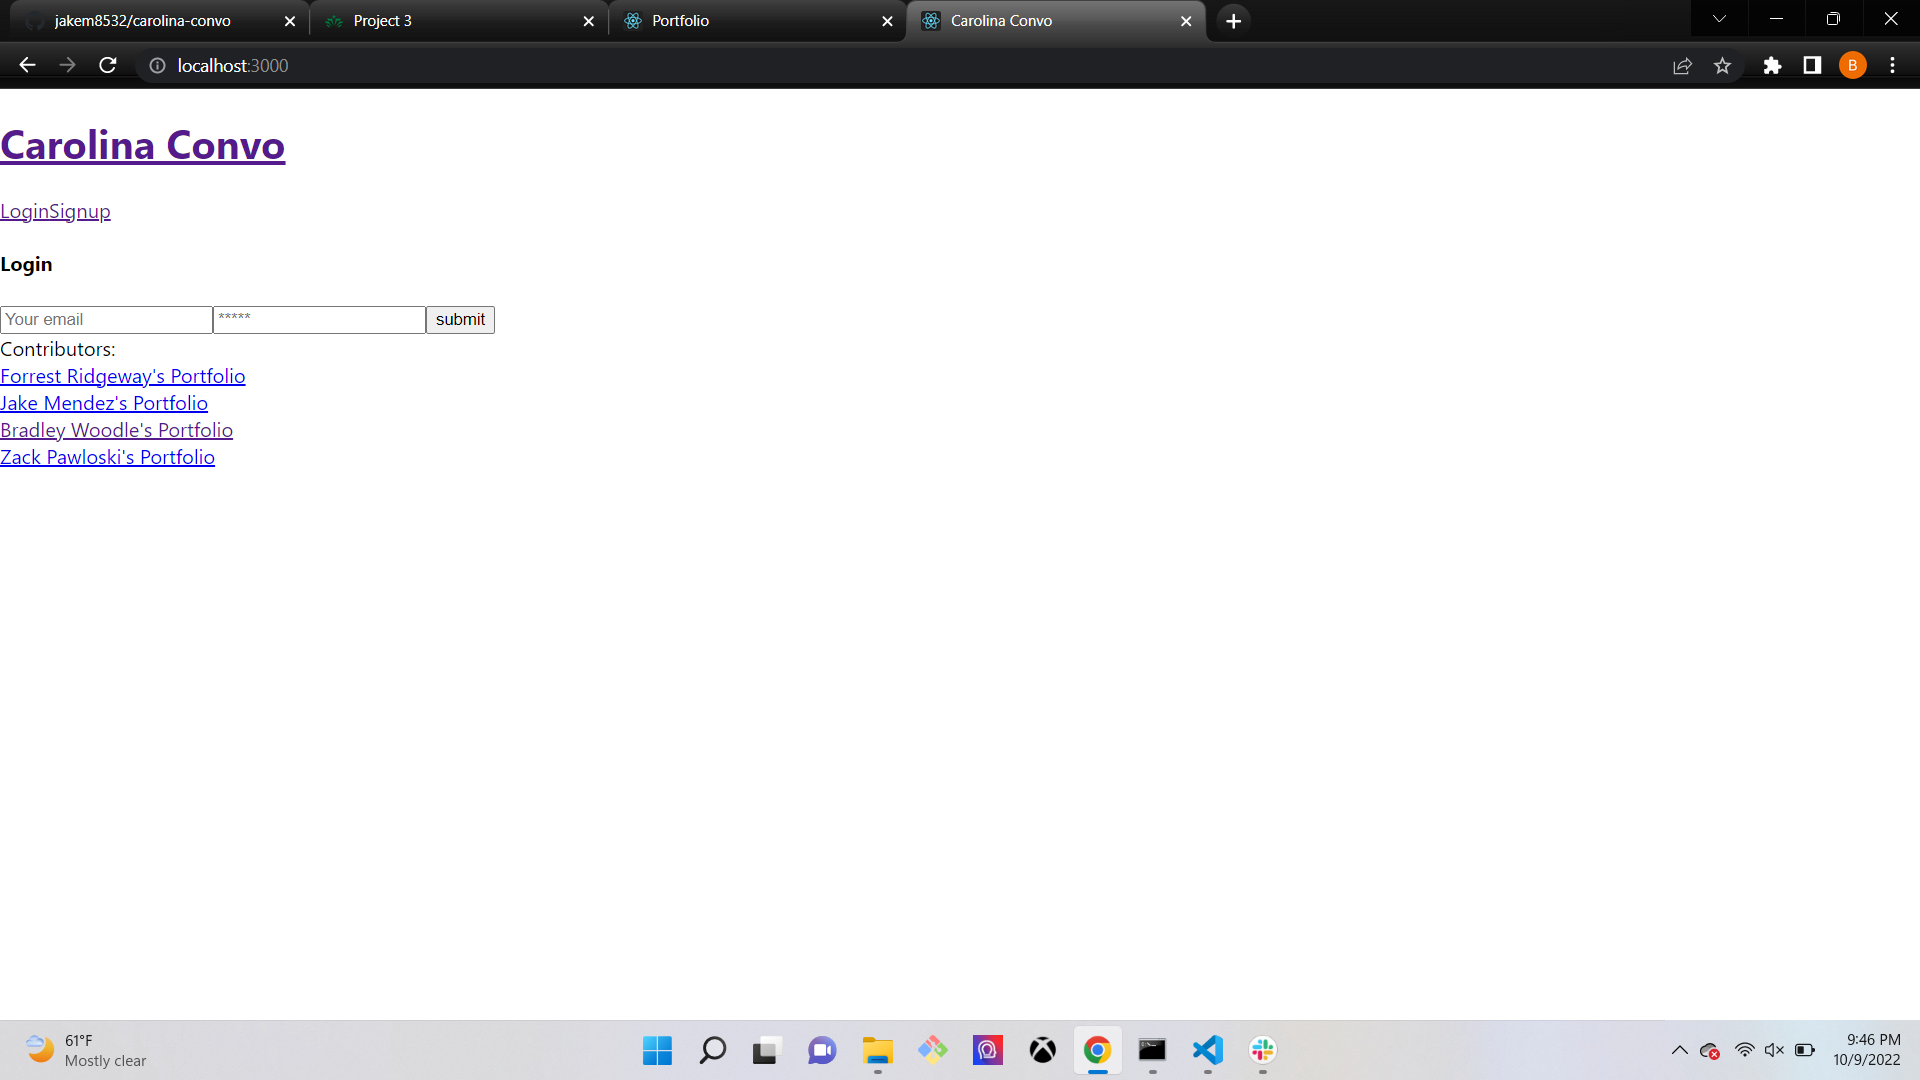 jakem8532/carolina-convo
Project 3
Portfolio
Carolina Convo
localhost:3000
B
Carolina Convo
LoginSignup
Login
Your email
*****
submit
Contributors:
Forrest Ridgeway's Portfolio
Jake Mendez's Portfolio
Bradley Woodle's Portfolio
Zack Pawloski's Portfolio
61°F
Mostly clear
9:46 PM
10/9/2022